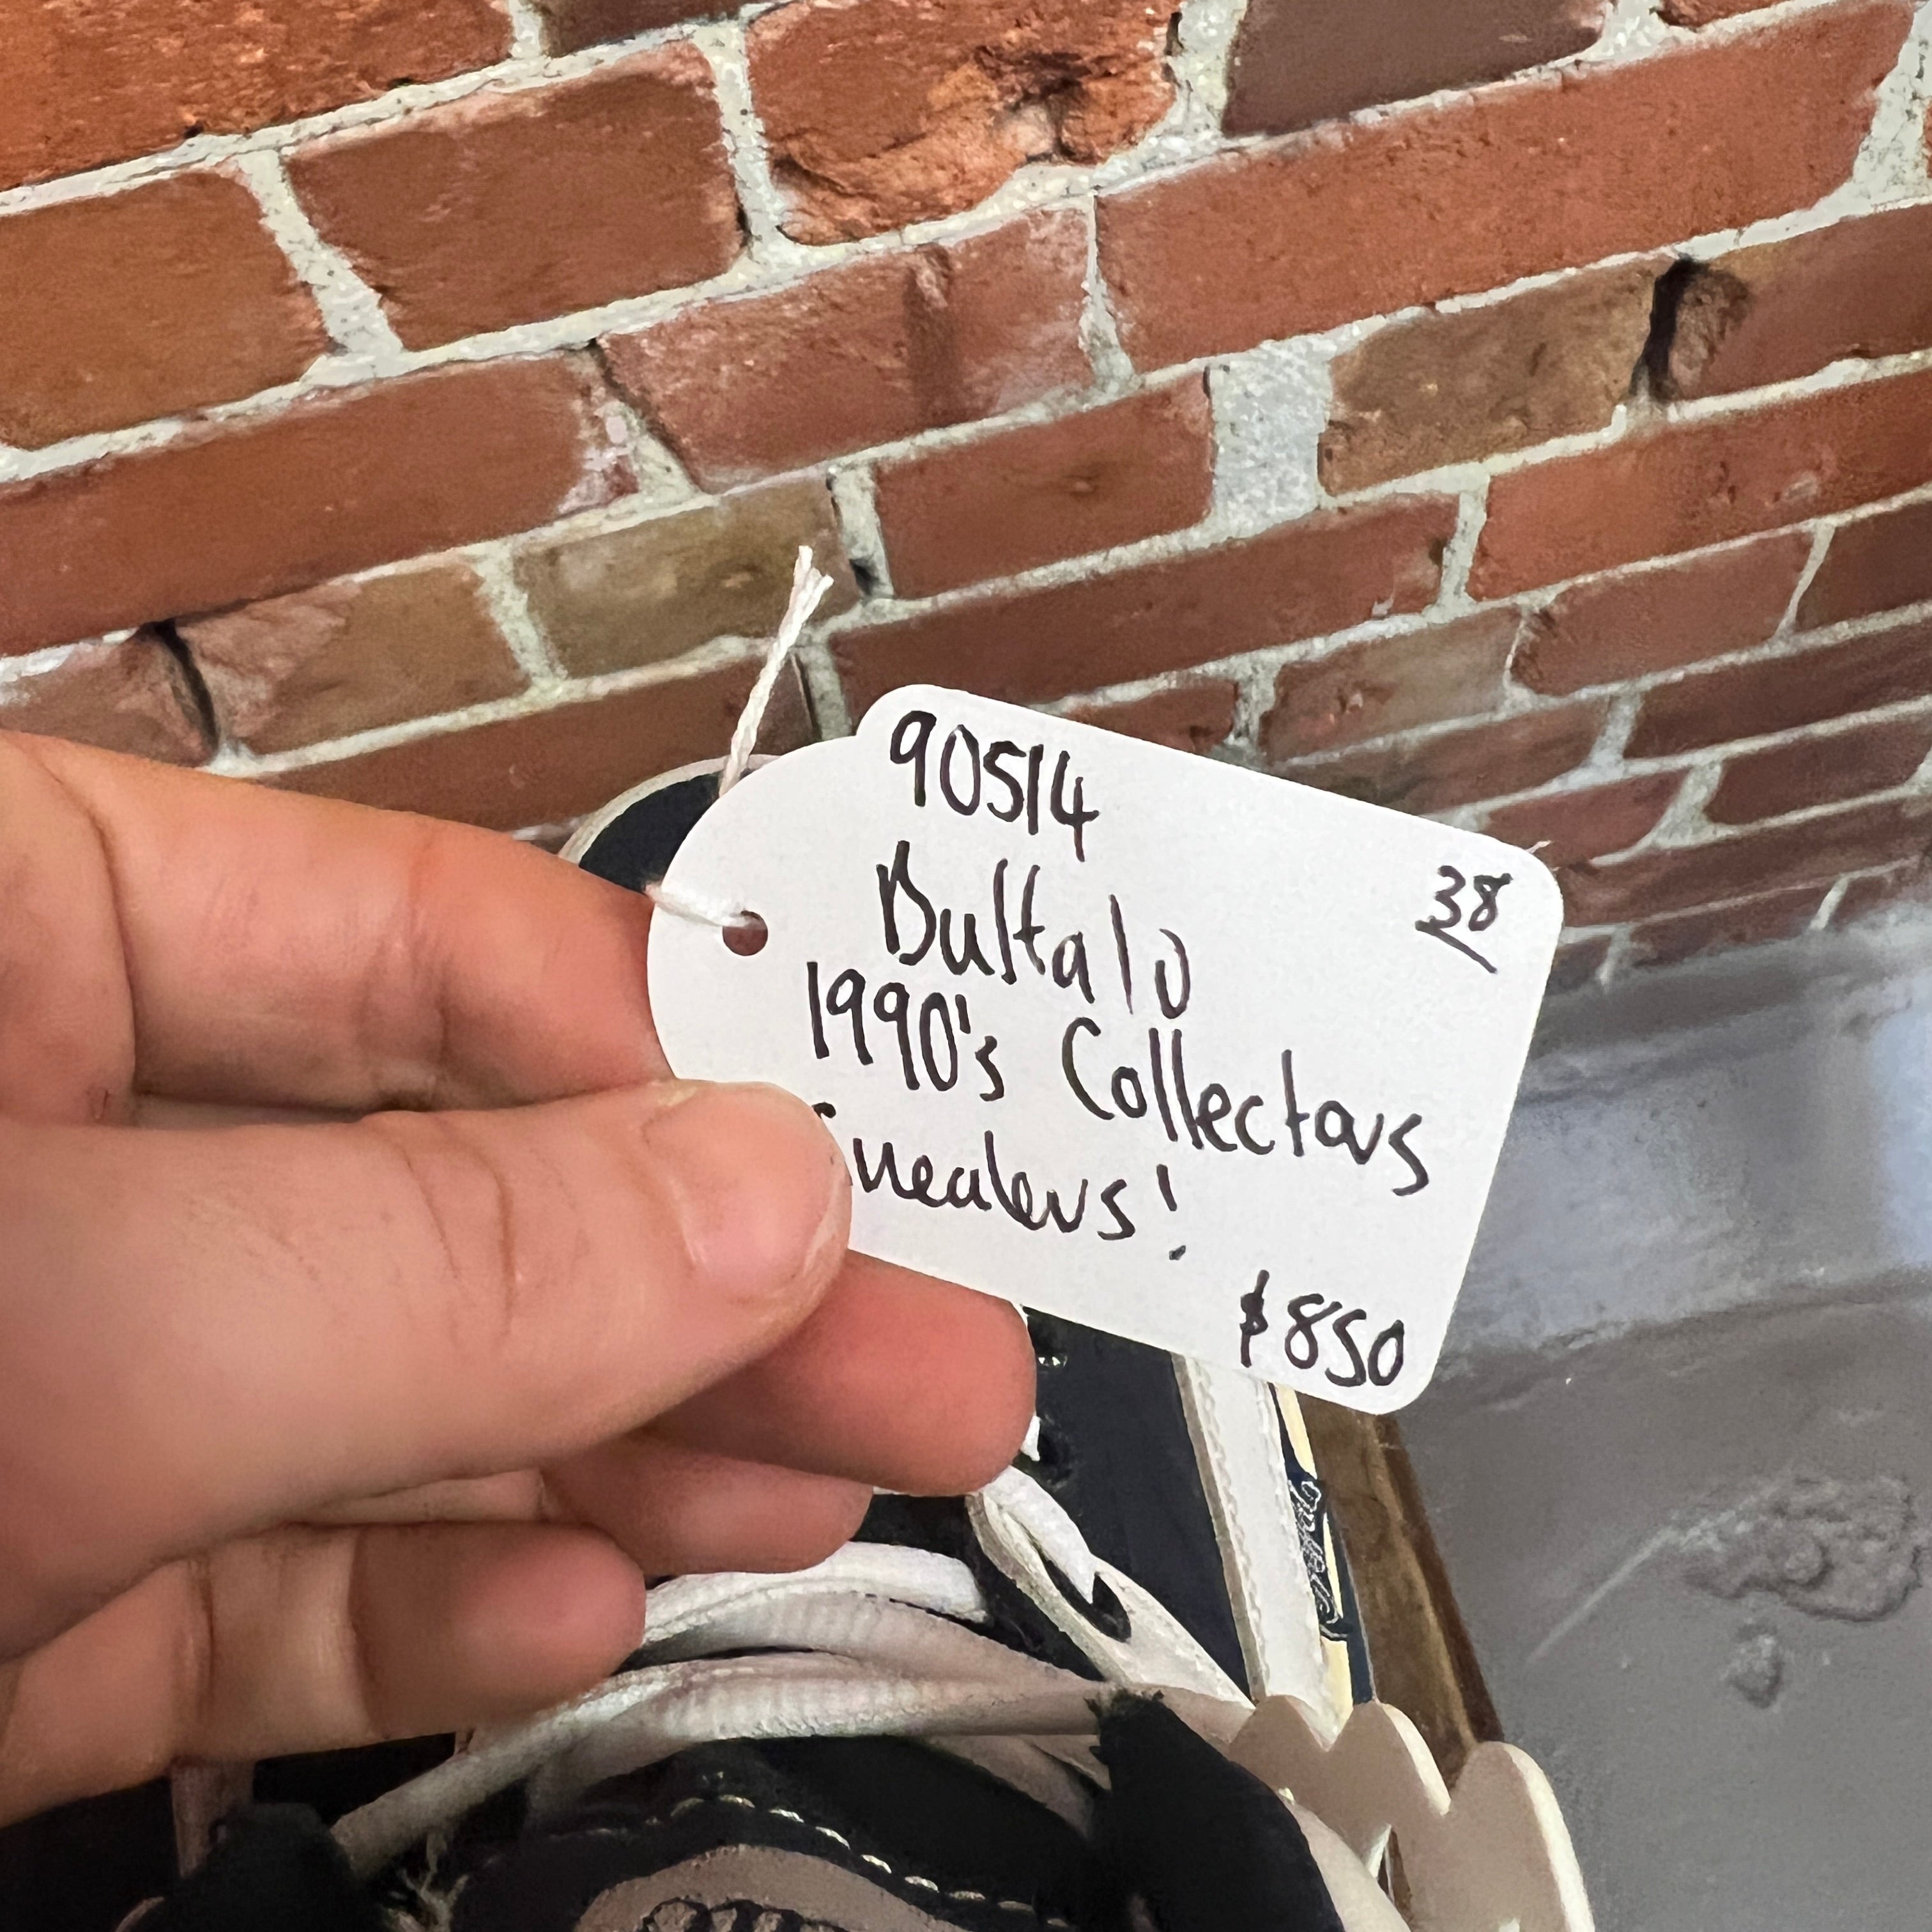 90514
38
Buffalo
1990's Collectors
Sneakers!
$850